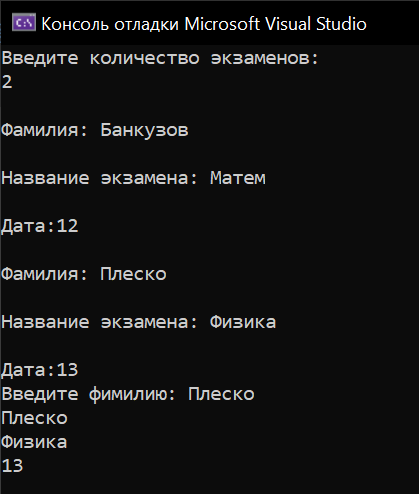 Консоль отладки Microsoft Visual Studio
Введите количество экзаменов:
2
Фамилия: Банкузов
Название экзамена: Матем
Дата:12
Фамилия: Плеско
Название экзамена: Физика
Дата:13
Введите фимилию: Плеско
Плеско
Физика
13